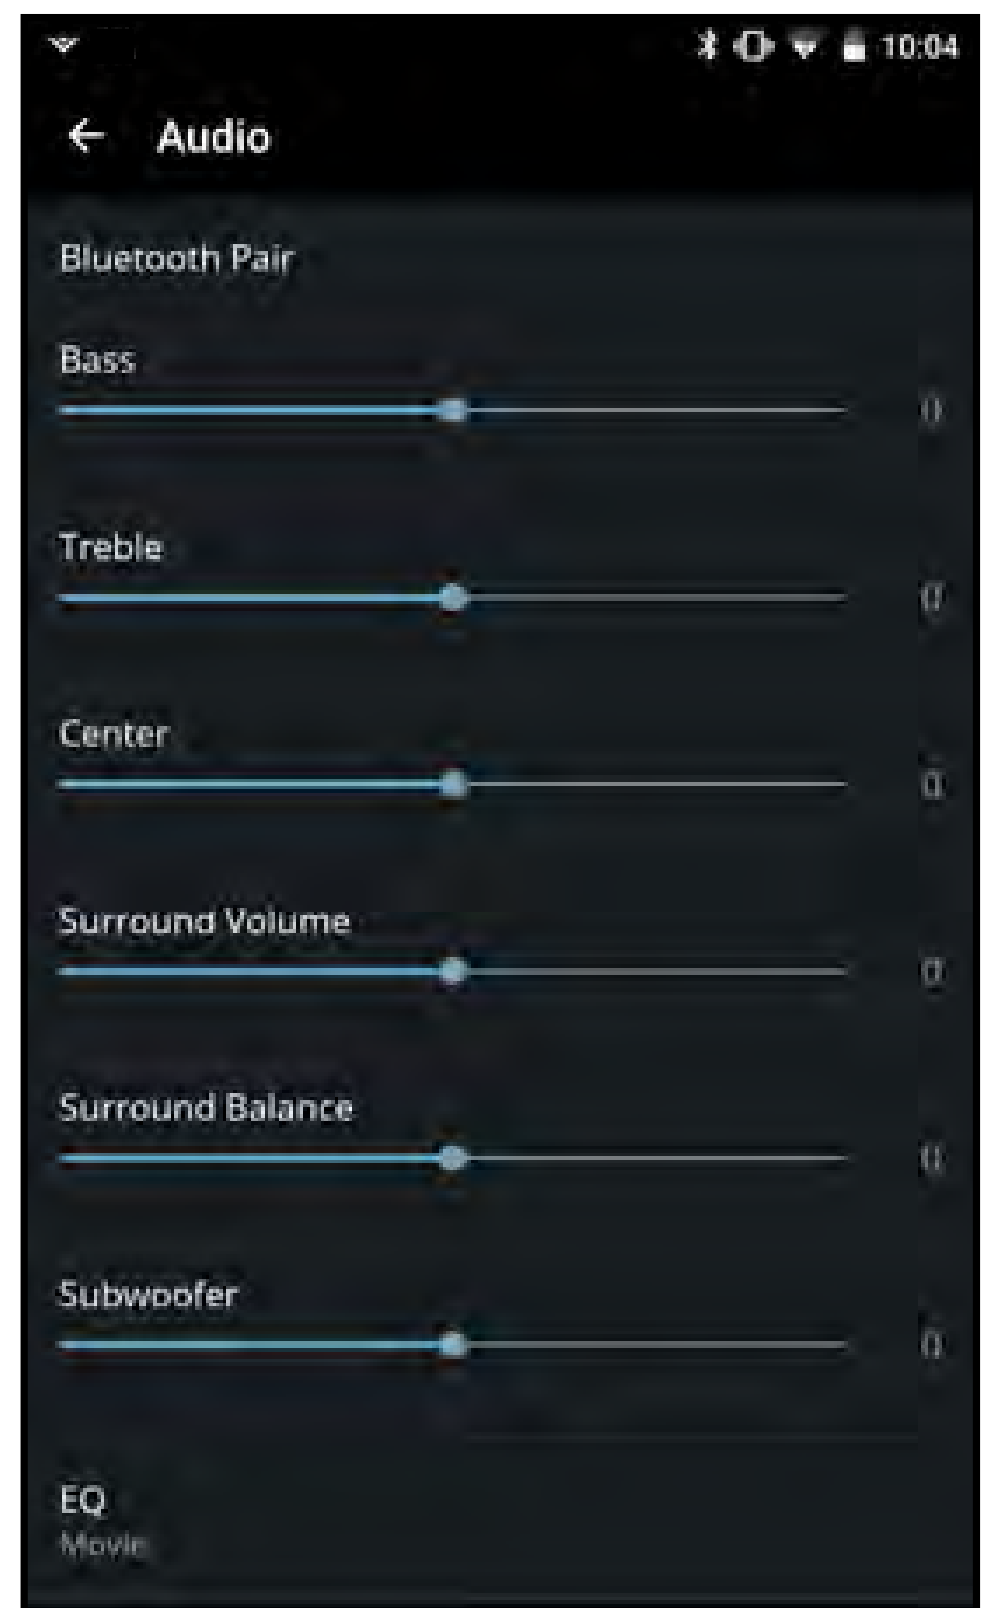 10:04
Audio
Bluetooth Pair
Bass
0
Treble
0
Center
0
Surround Volume
0
Surround Balance
0
Subwoofer
0
EQ
Movie